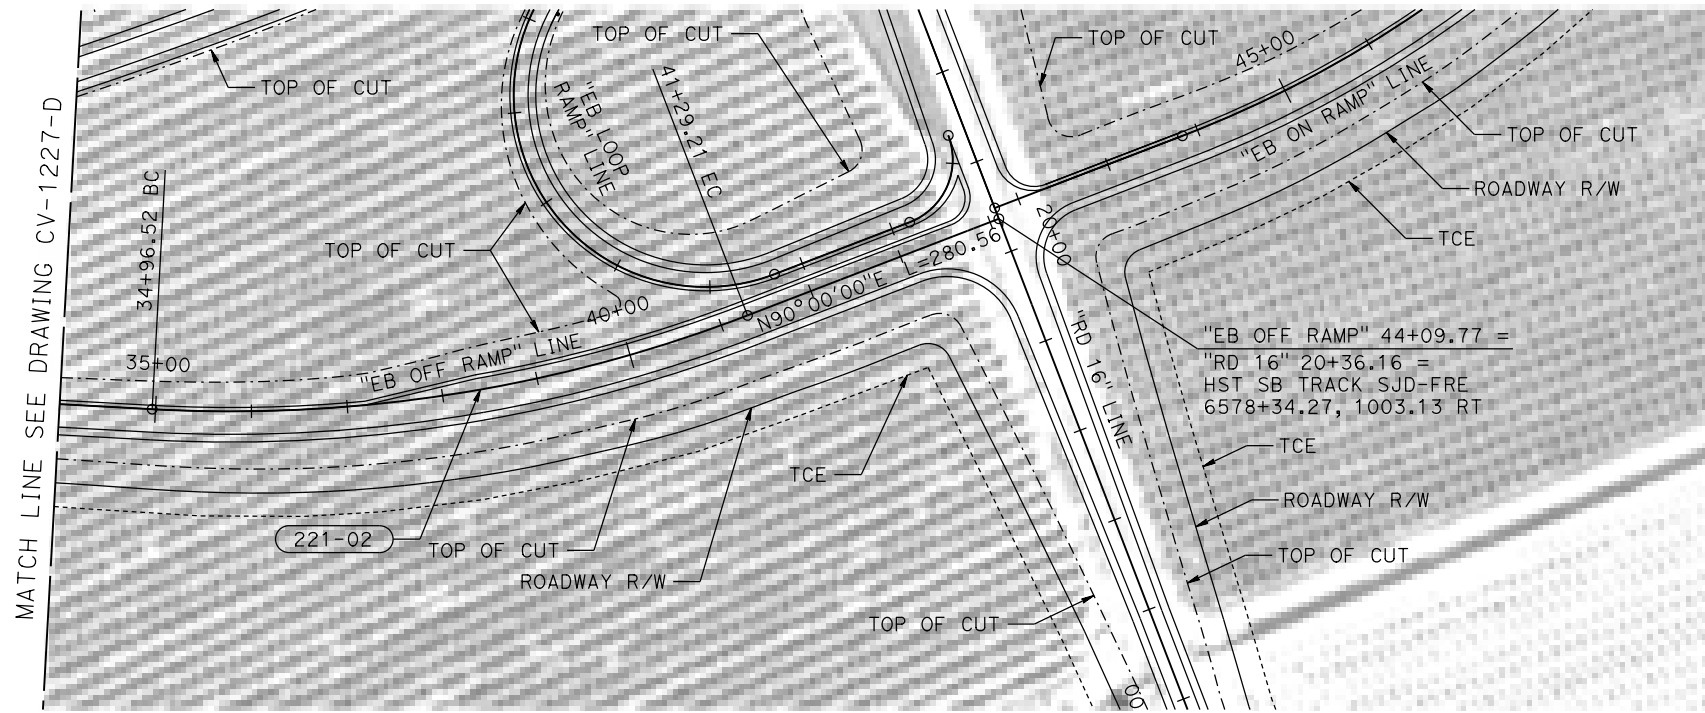 MATCH LINE SEE DRAWING CV-1227-D
TOP OF CUT
TOP OF CUT
TOP OF CUT
45+00
"EB ON RAMP" LINE
TOP OF CUT
ROADWAY R/W
TCE
41+29.21 EC
"EB LOOP
RAMP" LINE
34+96.52 BC
TOP OF CUT
20+00
35+00
40+00
"EB OFF RAMP" LINE
N90°00'00"E L=280.56'
"RD 16" LINE
"EB OFF RAMP" 44+09.77 =
"RD 16" 20+36.16 =
HST SB TRACK SJD-FRE
6578+34.27, 1003.13 RT
TCE
TCE
ROADWAY R/W
221-02
TOP OF CUT
TOP OF CUT
ROADWAY R/W
TOP OF CUT
00